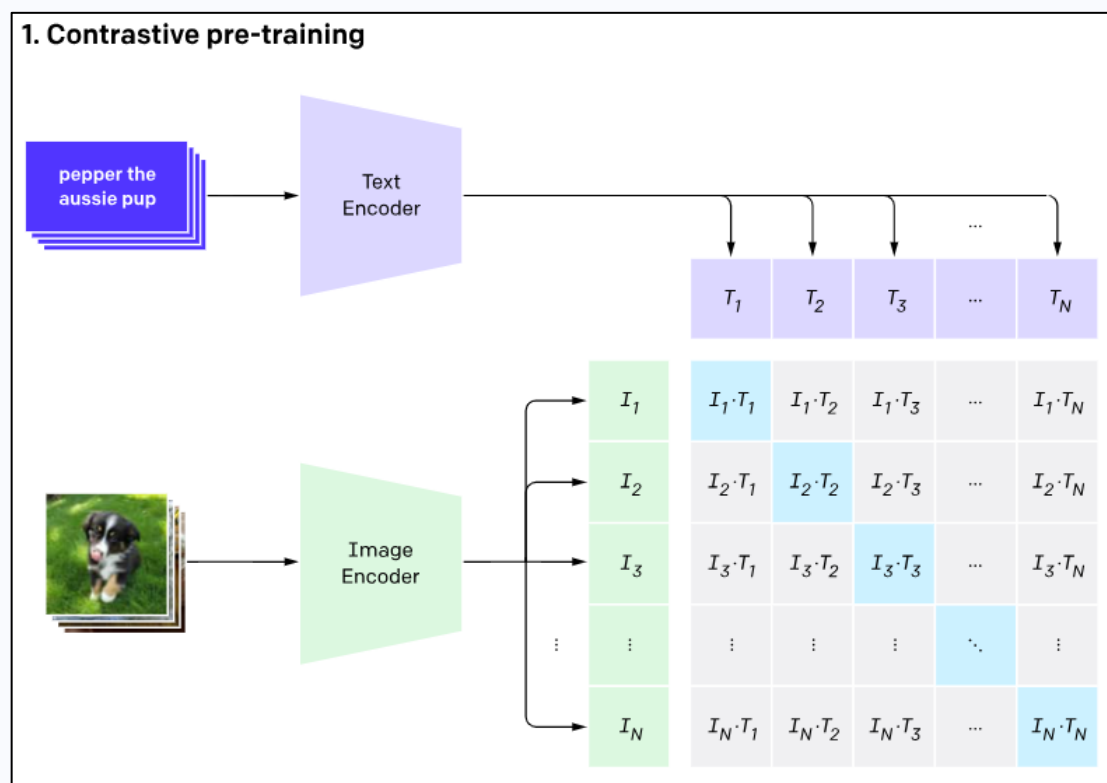 1. Contrastive pre-training
pepper the
aussie pup
Text
Encoder
...
T1 T2 T3 ... TN
I1 I1·T1 I1·T2 I1·T3 ... I1·TN
I2 I2·T1 I2·T2 I2·T3 ... I2·TN
Image
Encoder
I3 I3·T1 I3·T2 I3·T3 ... I3·TN
⋮ ⋮ ⋮ ⋮ ⋮ ⋱ ⋮
IN IN·T1 IN·T2 IN·T3 ... IN·TN